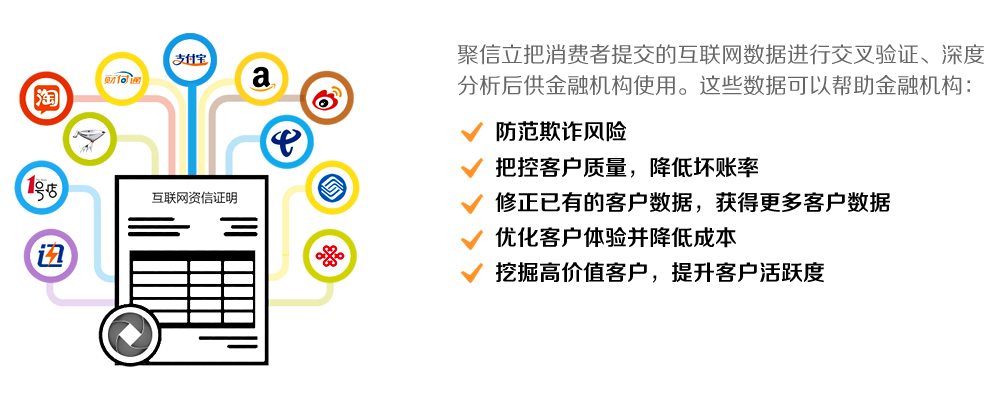 支付宝
财付通
a
淘
1号店
互联网资信证明
聚信立把消费者提交的互联网数据进行交叉验证、深度
分析后供金融机构使用。这些数据可以帮助金融机构：
防范欺诈风险
把控客户质量，降低坏账率
修正已有的客户数据，获得更多客户数据
优化客户体验并降低成本
挖掘高价值客户，提升客户活跃度